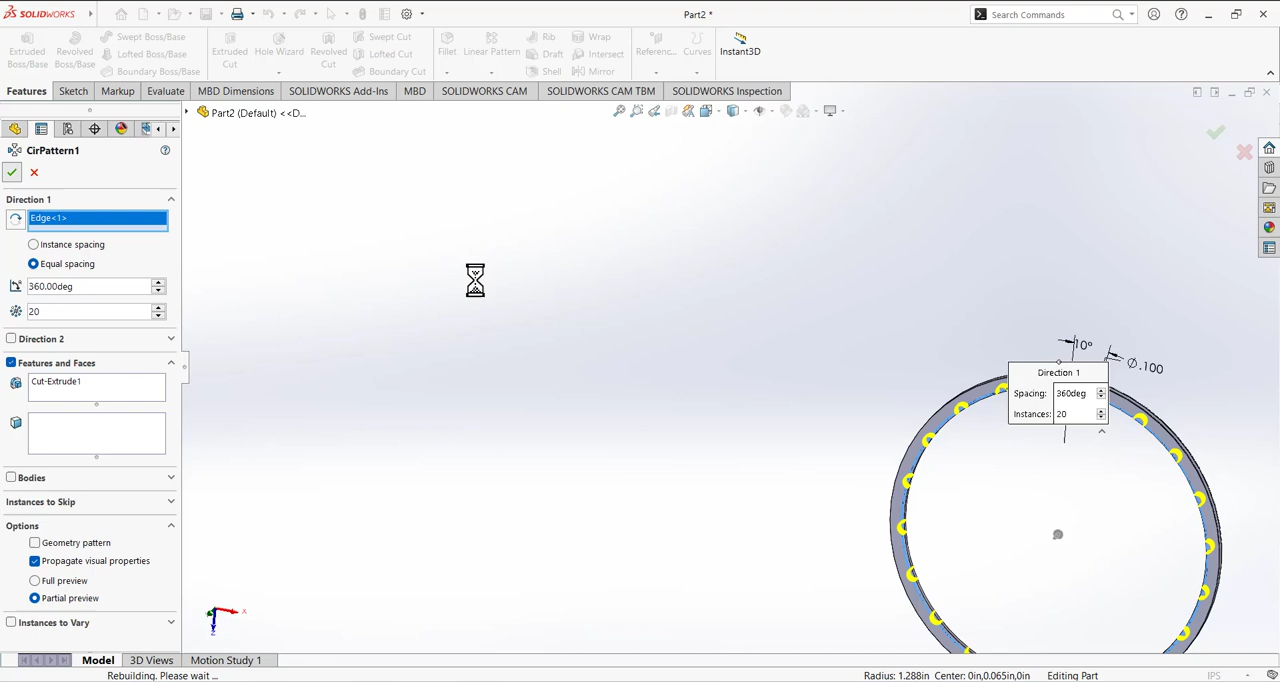 SOLIDWORKS
Part2 *
Search Commands
Extruded Boss/Base
Revolved Boss/Base
Swept Boss/Base
Lofted Boss/Base
Boundary Boss/Base
Extruded Cut
Hole Wizard
Revolved Cut
Swept Cut
Lofted Cut
Boundary Cut
Fillet
Linear Pattern
Rib
Draft
Shell
Wrap
Intersect
Mirror
Referenc...
Curves
Instant3D
Features
Sketch
Markup
Evaluate
MBD Dimensions
SOLIDWORKS Add-Ins
MBD
SOLIDWORKS CAM
SOLIDWORKS CAM TBM
SOLIDWORKS Inspection
Part2 (Default) <<D...
CirPattern1
Direction 1
Edge<1>
Instance spacing
Equal spacing
360.00deg
20
Direction 2
Features and Faces
Cut-Extrude1
Bodies
Instances to Skip
Options
Geometry pattern
Propagate visual properties
Full preview
Partial preview
Instances to Vary
10°
Ø.100
Direction 1
Spacing: 360deg
Instances: 20
X
Z
Model
3D Views
Motion Study 1
Rebuilding. Please wait ...
Radius: 1.288in Center: 0in,0.065in,0in
Editing Part
IPS